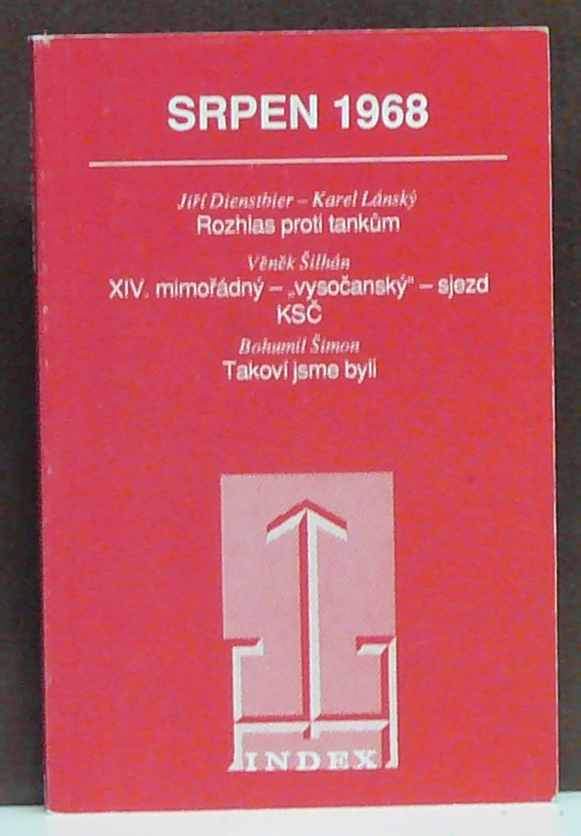 SRPEN 1968
Jiří Dienstbier – Karel Lánský
Rozhlas proti tankům
Věněk Šilhán
XIV. mimořádný – „vysočanský“ – sjezd
KSČ
Bohumil Šimon
Takoví jsme byli
INDEX